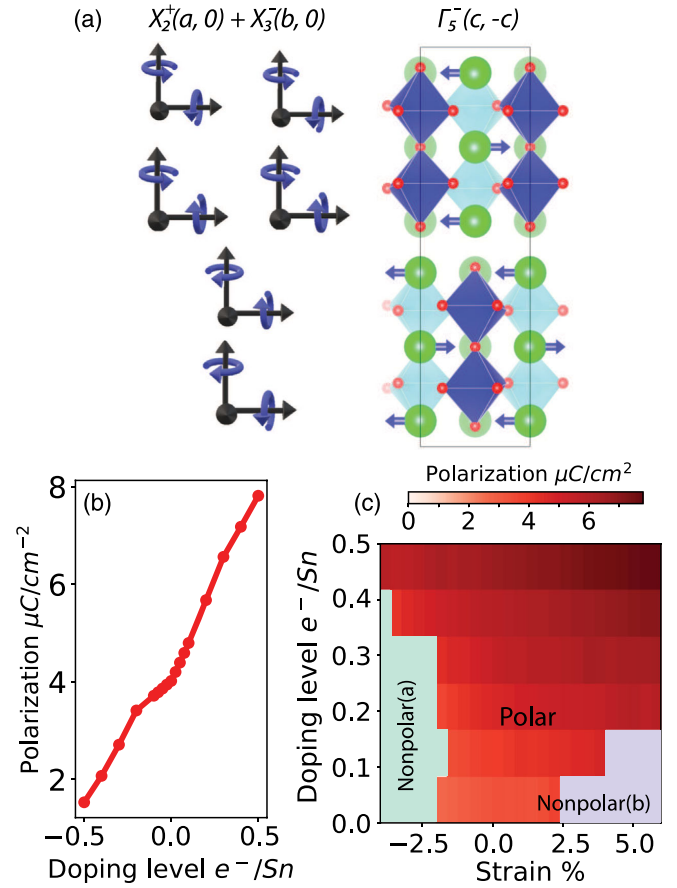 (a) X₂⁺(a, 0) + X₃⁻(b, 0) Γ₅⁻(c, -c)
(b)
Polarization μC/cm⁻²
8
6
4
2
−0.5 0.0 0.5
Doping level e⁻/Sn
Polarization μC/cm²
0 2 4 6
(c)
Doping level e⁻/Sn
0.5
0.4
0.3
0.2
0.1
0.0
Nonpolar(a)
Polar
Nonpolar(b)
−2.5 0.0 2.5 5.0
Strain %